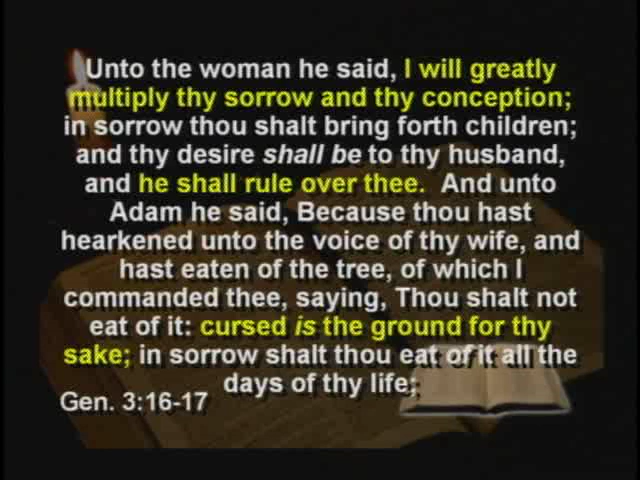 Unto the woman he said, I will greatly
multiply thy sorrow and thy conception;
in sorrow thou shalt bring forth children;
and thy desire shall be to thy husband,
and he shall rule over thee. And unto
Adam he said, Because thou hast
hearkened unto the voice of thy wife, and
hast eaten of the tree, of which I
commanded thee, saying, Thou shalt not
eat of it: cursed is the ground for thy
sake; in sorrow shalt thou eat of it all the
days of thy life;
Gen. 3:16-17